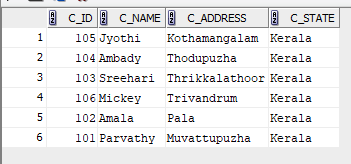 C_ID C_NAME C_ADDRESS C_STATE
1 105 Jyothi Kothamangalam Kerala
2 104 Ambady Thodupuzha Kerala
3 103 Sreehari Thrikkalathoor Kerala
4 106 Mickey Trivandrum Kerala
5 102 Amala Pala Kerala
6 101 Parvathy Muvattupuzha Kerala